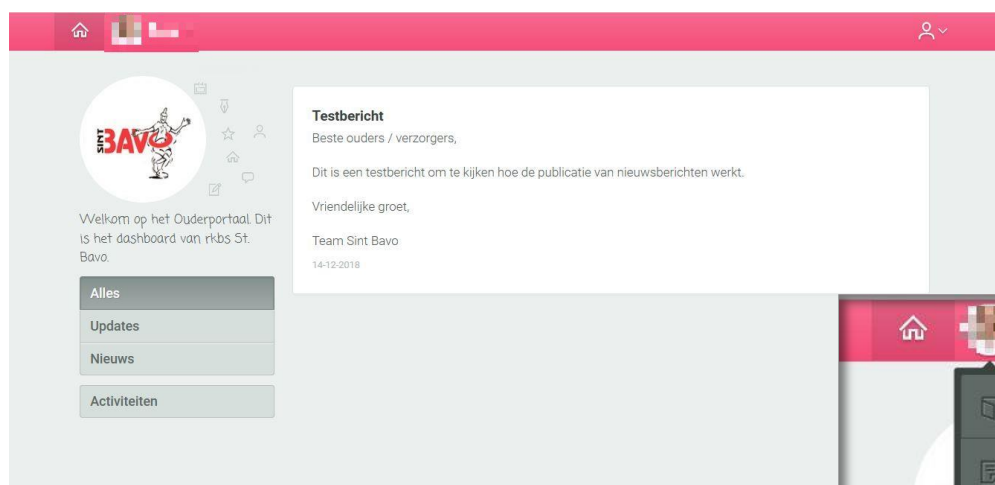 SINT
BAVO
Welkom op het Ouderportaal. Dit
is het dashboard van rkbs St.
Bavo.
Alles
Updates
Nieuws
Activiteiten
Testbericht
Beste ouders / verzorgers,
Dit is een testbericht om te kijken hoe de publicatie van nieuwsberichten werkt.
Vriendelijke groet,
Team Sint Bavo
14-12-2018